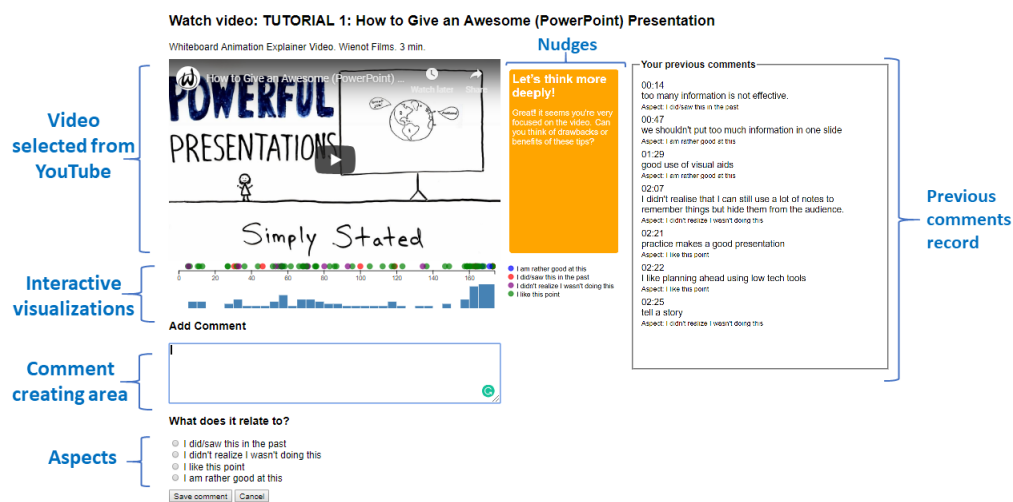 Watch video: TUTORIAL 1: How to Give an Awesome (PowerPoint) Presentation
Whiteboard Animation Explainer Video. Wienot Films. 3 min.
Nudges
Video
selected from
YouTube
How to Give an Awesome (PowerPoint) ...
Watch later
Share
POWERFUL
PRESENTATIONS
Simply Stated
Let's think more
deeply!
Great! it seems you're very
focused on the video. Can
you think of drawbacks or
benefits of these tips?
Your previous comments
00:14
too many information is not effective.
Aspect: I did/saw this in the past
00:47
we shouldn't put too much information in one slide
Aspect: I am rather good at this
01:29
good use of visual aids
Aspect: I am rather good at this
02:07
I didn't realise that I can still use a lot of notes to
remember things but hide them from the audience.
Aspect: I didn't realize I wasn't doing this
02:21
practice makes a good presentation
Aspect: I like this point
02:22
I like planning ahead using low tech tools
Aspect: I like this point
02:25
tell a story
Aspect: I didn't realize I wasn't doing this
Previous
comments
record
Interactive
visualizations
0 20 40 60 80 100 120 140 160
I am rather good at this
I did/saw this in the past
I didn't realize I wasn't doing this
I like this point
Add Comment
Comment
creating area
What does it relate to?
Aspects
I did/saw this in the past
I didn't realize I wasn't doing this
I like this point
I am rather good at this
Save comment Cancel